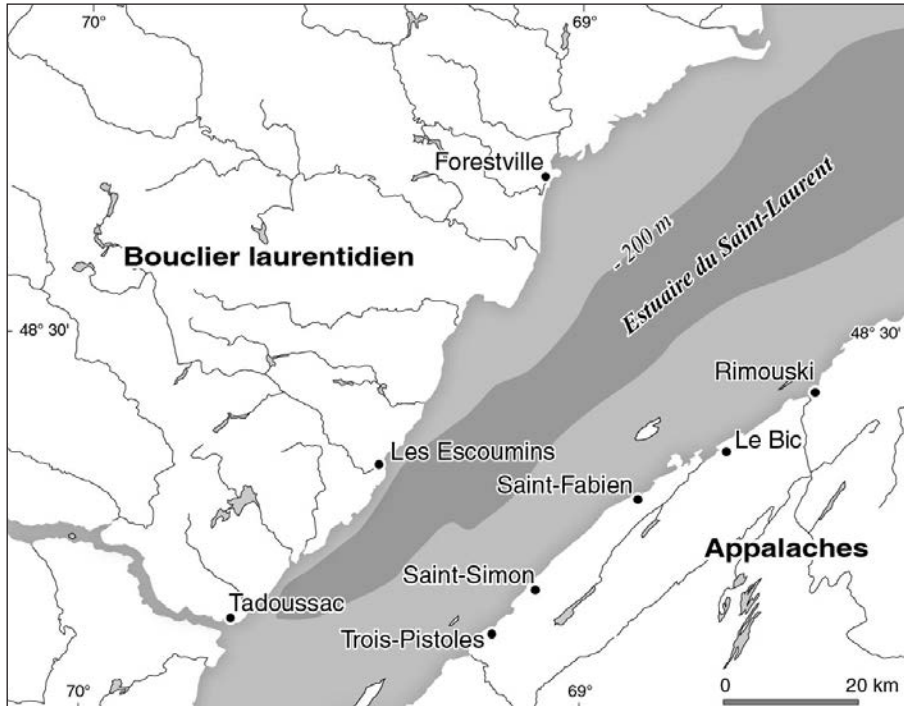 70°
69°
Forestville
- 200 m
Estuaire du Saint-Laurent
Bouclier laurentidien
48° 30'
48° 30'
Rimouski
Les Escoumins
Le Bic
Saint-Fabien
Appalaches
Saint-Simon
Tadoussac
Trois-Pistoles
70°
69°
0
20 km